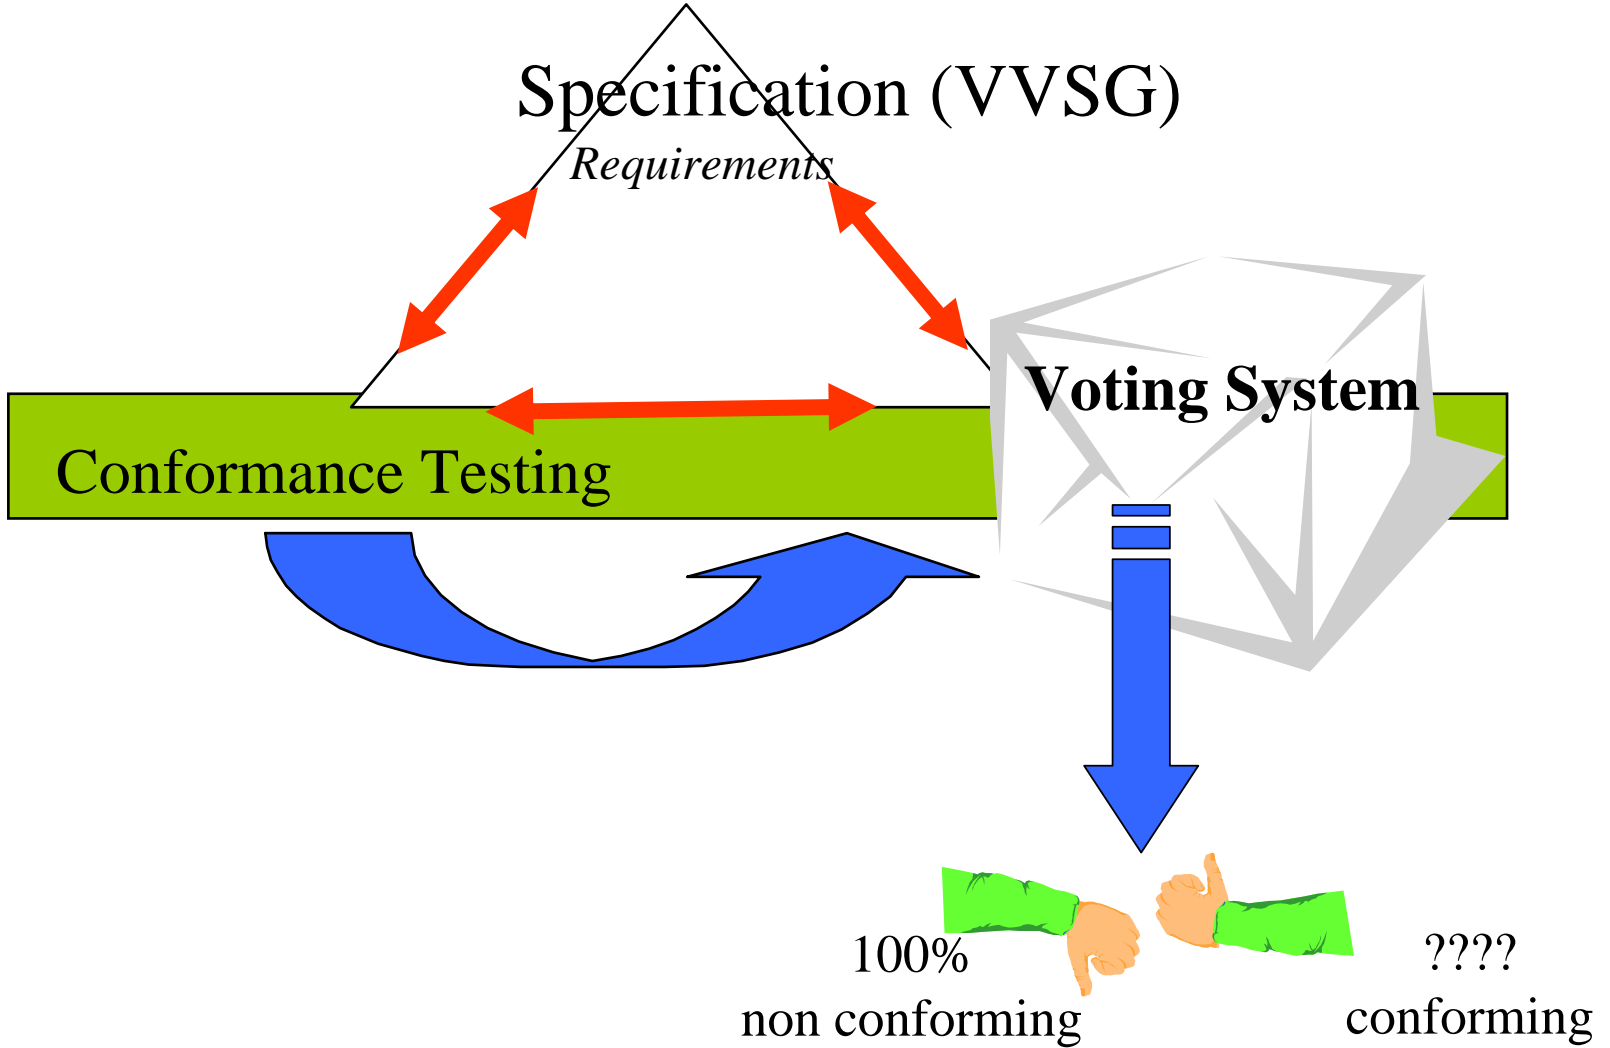 Specification (VVSG)
Requirements
Voting System
Conformance Testing
100%
non conforming
????
conforming